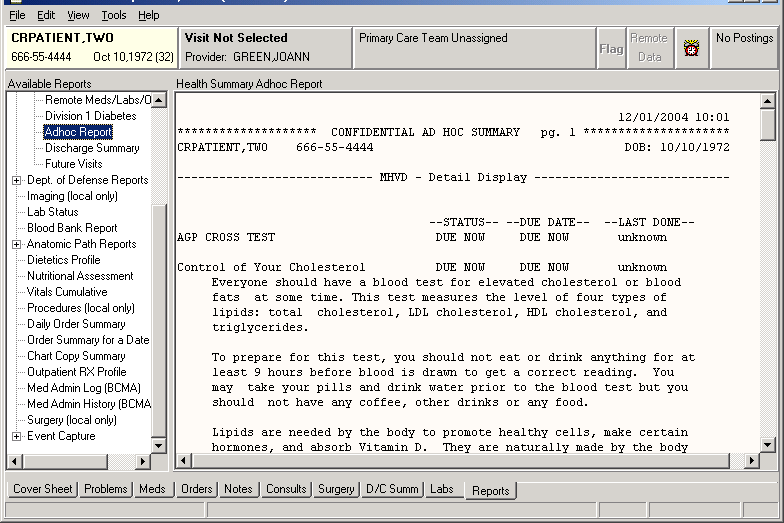 File Edit View Tools Help
CRPATIENT,TWO Visit Not Selected Primary Care Team Unassigned Flag Remote Data No Postings
666-55-4444 Oct 10,1972 (32) Provider: GREEN,JOANN
Available Reports
Remote Meds/Labs/O
Division 1 Diabetes
Adhoc Report
Discharge Summary
Future Visits
Dept. of Defense Reports
Imaging (local only)
Lab Status
Blood Bank Report
Anatomic Path Reports
Dietetics Profile
Nutritional Assessment
Vitals Cumulative
Procedures (local only)
Daily Order Summary
Order Summary for a Date
Chart Copy Summary
Outpatient RX Profile
Med Admin Log (BCMA)
Med Admin History (BCMA
Surgery (local only)
Event Capture
Health Summary Adhoc Report
12/01/2004 10:01
******************* CONFIDENTIAL AD HOC SUMMARY pg. 1 ********************
CRPATIENT,TWO 666-55-4444 DOB: 10/10/1972
--------------------------- MHVD - Detail Display ---------------------------
--STATUS-- --DUE DATE-- --LAST DONE--
AGP CROSS TEST DUE NOW DUE NOW unknown
Control of Your Cholesterol DUE NOW DUE NOW unknown
Everyone should have a blood test for elevated cholesterol or blood
fats at some time. This test measures the level of four types of
lipids: total cholesterol, LDL cholesterol, HDL cholesterol, and
triglycerides.
To prepare for this test, you should not eat or drink anything for at
least 9 hours before blood is drawn to get a correct reading. You
may take your pills and drink water prior to the blood test but you
should not have any coffee, other drinks or any food.
Lipids are needed by the body to promote healthy cells, make certain
hormones, and absorb Vitamin D. They are naturally made by the body
Cover Sheet Problems Meds Orders Notes Consults Surgery D/C Summ Labs Reports